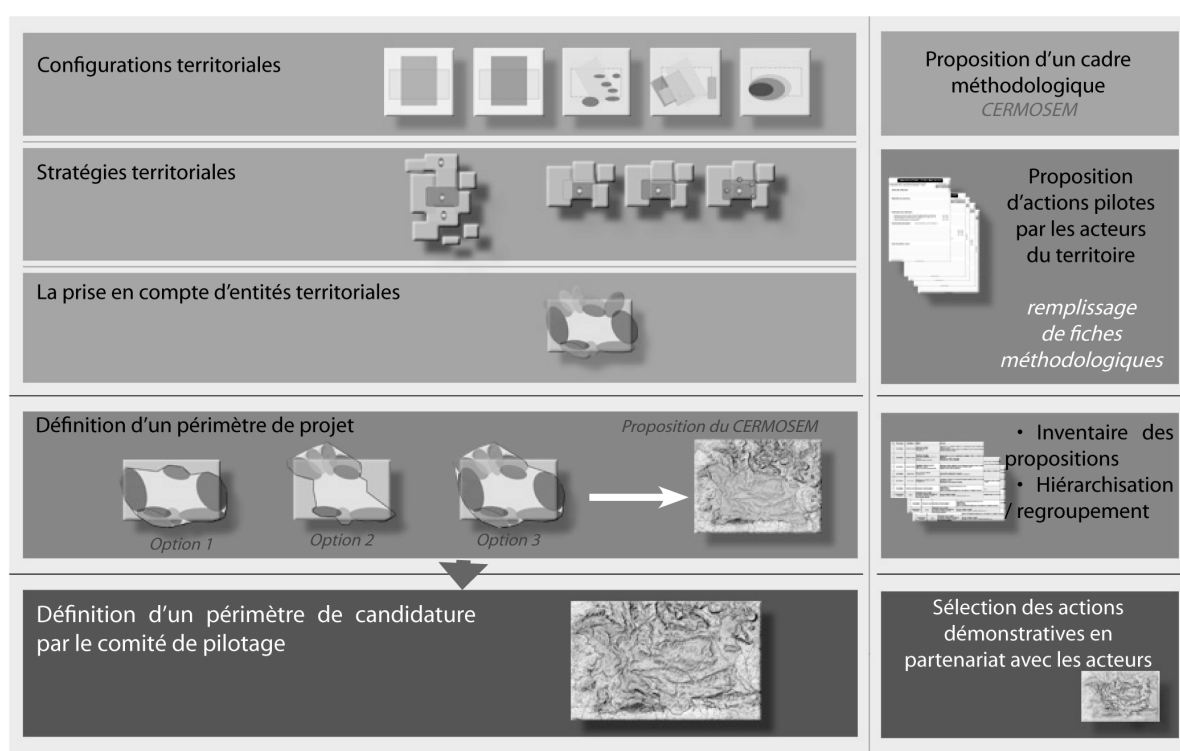 Configurations territoriales
Stratégies territoriales
La prise en compte d'entités territoriales
Définition d'un périmètre de projet
Proposition du CERMOSEM
Option 1
Option 2
Option 3
Définition d'un périmètre de candidature
par le comité de pilotage
Proposition d'un cadre
méthodologique
CERMOSEM
Proposition
d'actions pilotes
par les acteurs
du territoire
remplissage
de fiches
méthodologiques
• Inventaire des
propositions
• Hiérarchisation
/ regroupement
Sélection des actions
démonstratives en
partenariat avec les acteurs